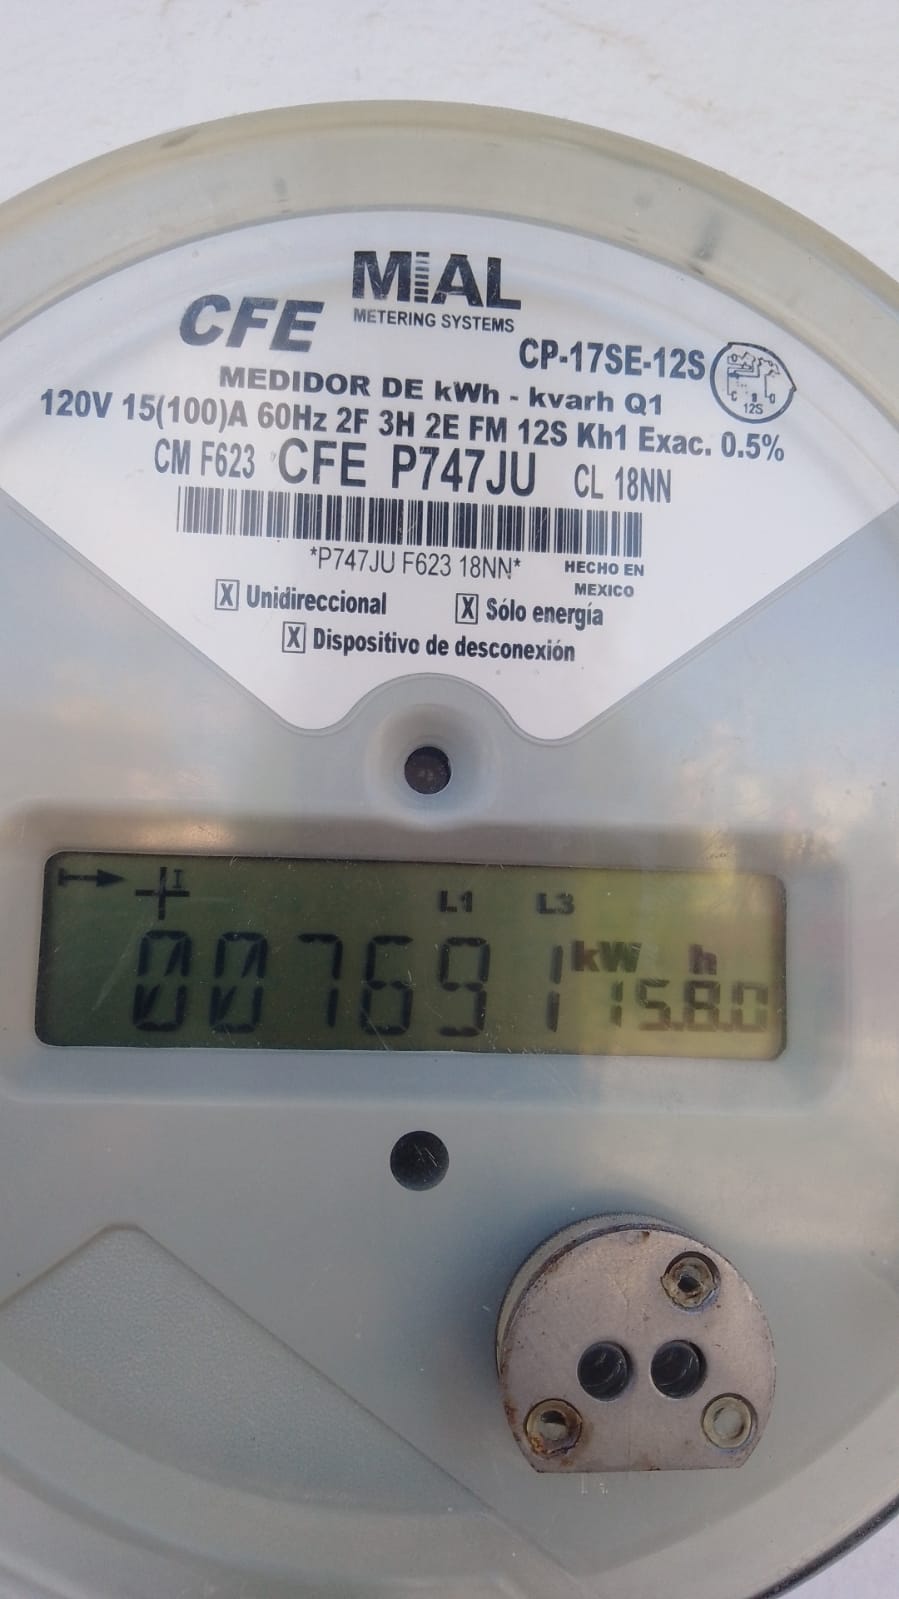 MIAL
METERING SYSTEMS
CFE
CP-17SE-12S
12S
MEDIDOR DE kWh - kvarh Q1
120V 15(100)A 60Hz 2F 3H 2E FM 12S Kh1 Exac. 0.5%
CM F623 CFE P747JU CL 18NN
*P747JU F623 18NN*
HECHO EN
MEXICO
X Unidireccional X Sólo energía
X Dispositivo de desconexión
L1 L3
007691 kW h
15.8.0